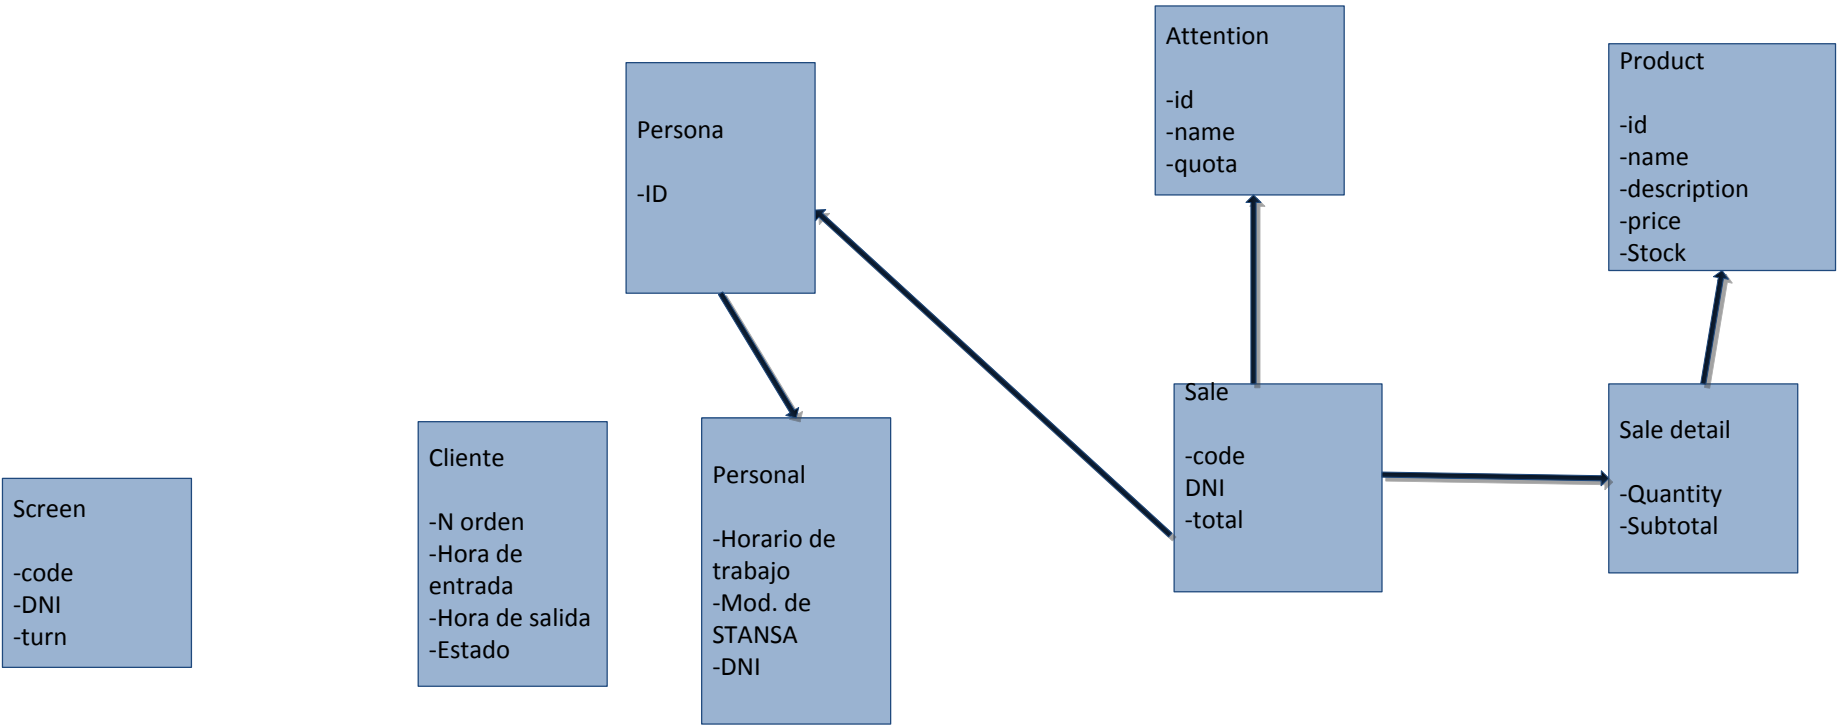 Attention
-id
-name
-quota
Product
-id
-name
-description
-price
-Stock
Persona
-ID
Sale
-code
DNI
-total
Sale detail
-Quantity
-Subtotal
Cliente
-N orden
-Hora de
entrada
-Hora de salida
-Estado
Personal
-Horario de
trabajo
-Mod. de
STANSA
-DNI
Screen
-code
-DNI
-turn